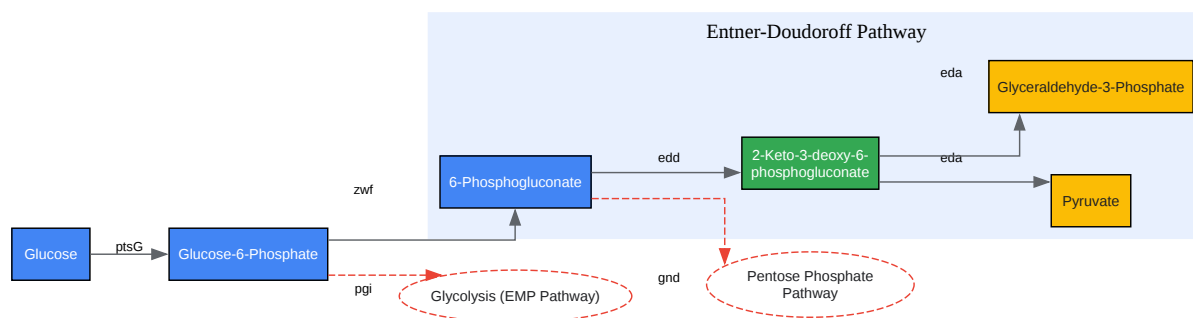 Entner-Doudoroff Pathway
eda
Glyceraldehyde-3-Phosphate
2-Keto-3-deoxy-6-
phosphogluconate
edd
eda
6-Phosphogluconate
zwf
Pyruvate
ptsG
Glucose
Glucose-6-Phosphate
pgi
Glycolysis (EMP Pathway)
gnd
Pentose Phosphate
Pathway